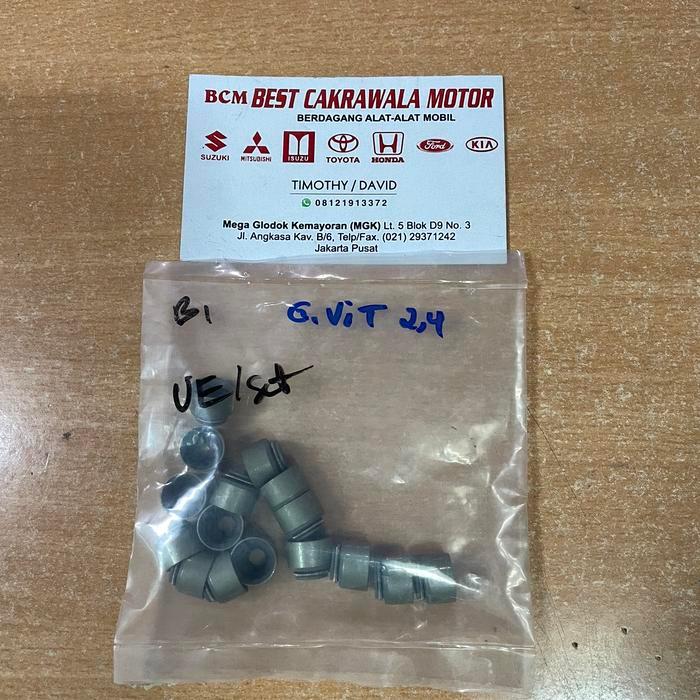 BCM BEST CAKRAWALA MOTOR
BERDAGANG ALAT-ALAT MOBIL
SUZUKI MITSUBISHI ISUZU TOYOTA HONDA Ford KIA
TIMOTHY / DAVID
08121913372
Mega Glodok Kemayoran (MGK) Lt. 5 Blok D9 No. 3
Jl. Angkasa Kav. B/6, Telp/Fax. (021) 29371242
Jakarta Pusat
B1 G.ViT 2,4
UE/set